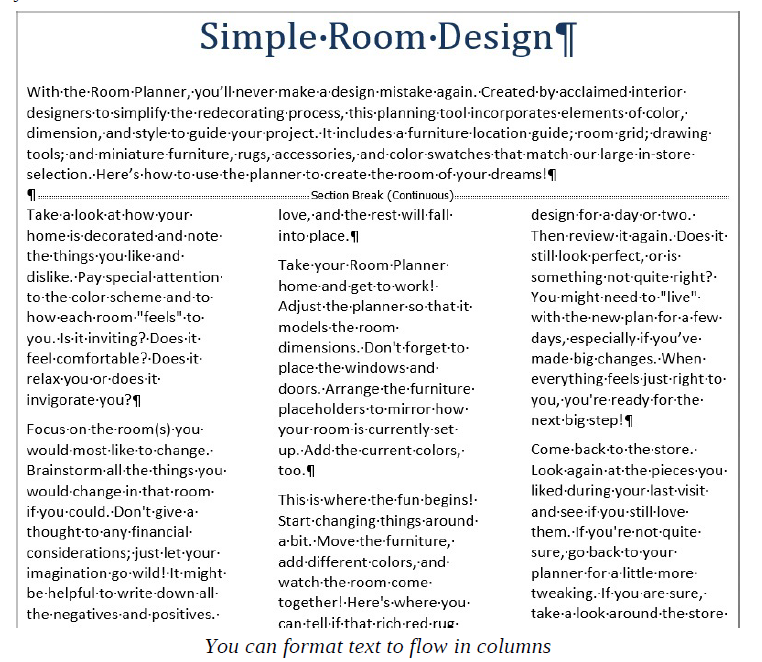 Simple·Room·Design¶
With·the·Room·Planner,·you'll·never·make·a·design·mistake·again.·Created·by·acclaimed·interior·
designers·to·simplify·the·redecorating·process,·this·planning·tool·incorporates·elements·of·color,·
dimension,·and·style·to·guide·your·project.·It·includes·a·furniture·location·guide;·room·grid;·drawing·
tools;·and·miniature·furniture,·rugs,·accessories,·and·color·swatches·that·match·our·large·in-store·
selection.·Here's·how·to·use·the·planner·to·create·the·room·of·your·dreams!¶
¶ Section Break (Continuous)
Take·a·look·at·how·your·
home·is·decorated·and·note·
the·things·you·like·and·
dislike.·Pay·special·attention·
to·the·color·scheme·and·to·
how·each·room·"feels"·to·
you.·Is·it·inviting?·Does·it·
feel·comfortable?·Does·it·
relax·you·or·does·it·
invigorate·you?¶
Focus·on·the·room(s)·you·
would·most·like·to·change.·
Brainstorm·all·the·things·you·
would·change·in·that·room·
if·you·could.·Don't·give·a·
thought·to·any·financial·
considerations;·just·let·your·
imagination·go·wild!·It·might·
be·helpful·to·write·down·all·
the·negatives·and·positives.·
love,·and·the·rest·will·fall·
into·place.¶
Take·your·Room·Planner·
home·and·get·to·work!·
Adjust·the·planner·so·that·it·
models·the·room·
dimensions.·Don't·forget·to·
place·the·windows·and·
doors.·Arrange·the·furniture·
placeholders·to·mirror·how·
your·room·is·currently·set·
up.·Add·the·current·colors,·
too.¶
This·is·where·the·fun·begins!·
Start·changing·things·around·
a·bit.·Move·the·furniture,·
add·different·colors,·and·
watch·the·room·come·
together!·Here's·where·you·
can·tell·if·that·rich·red·rug·
design·for·a·day·or·two.·
Then·review·it·again.·Does·it·
still·look·perfect,·or·is·
something·not·quite·right?·
You·might·need·to·"live"·
with·the·new·plan·for·a·few·
days,·especially·if·you've·
made·big·changes.·When·
everything·feels·just·right·to·
you,·you're·ready·for·the·
next·big·step!¶
Come·back·to·the·store.·
Look·again·at·the·pieces·you·
liked·during·your·last·visit·
and·see·if·you·still·love·
them.·If·you're·not·quite·
sure,·go·back·to·your·
planner·for·a·little·more·
tweaking.·If·you·are·sure,·
take·a·look·around·the·store·
You can format text to flow in columns